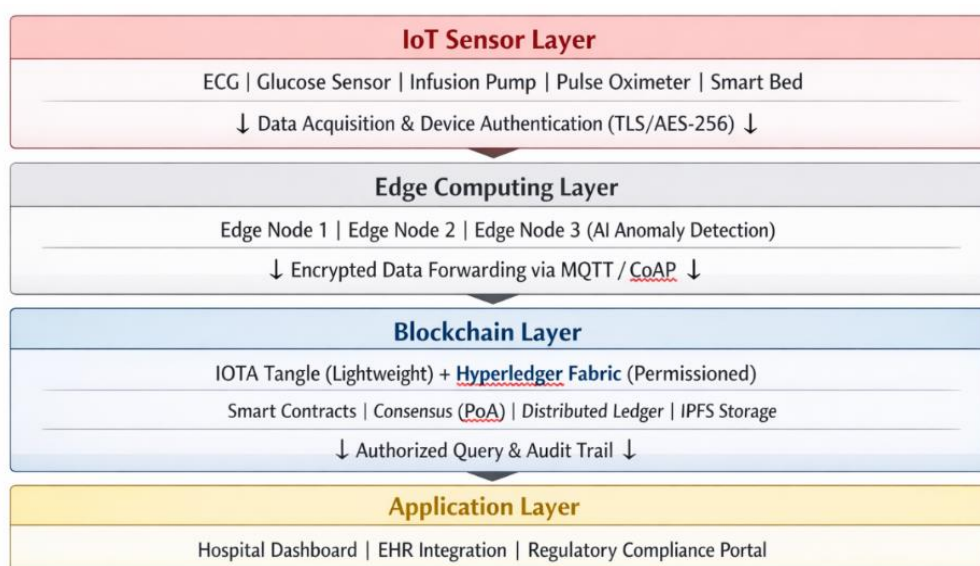 IoT Sensor Layer
ECG | Glucose Sensor | Infusion Pump | Pulse Oximeter | Smart Bed
↓ Data Acquisition & Device Authentication (TLS/AES-256) ↓
Edge Computing Layer
Edge Node 1 | Edge Node 2 | Edge Node 3 (AI Anomaly Detection)
↓ Encrypted Data Forwarding via MQTT / CoAP ↓
Blockchain Layer
IOTA Tangle (Lightweight) + Hyperledger Fabric (Permissioned)
Smart Contracts | Consensus (PoA) | Distributed Ledger | IPFS Storage
↓ Authorized Query & Audit Trail ↓
Application Layer
Hospital Dashboard | EHR Integration | Regulatory Compliance Portal